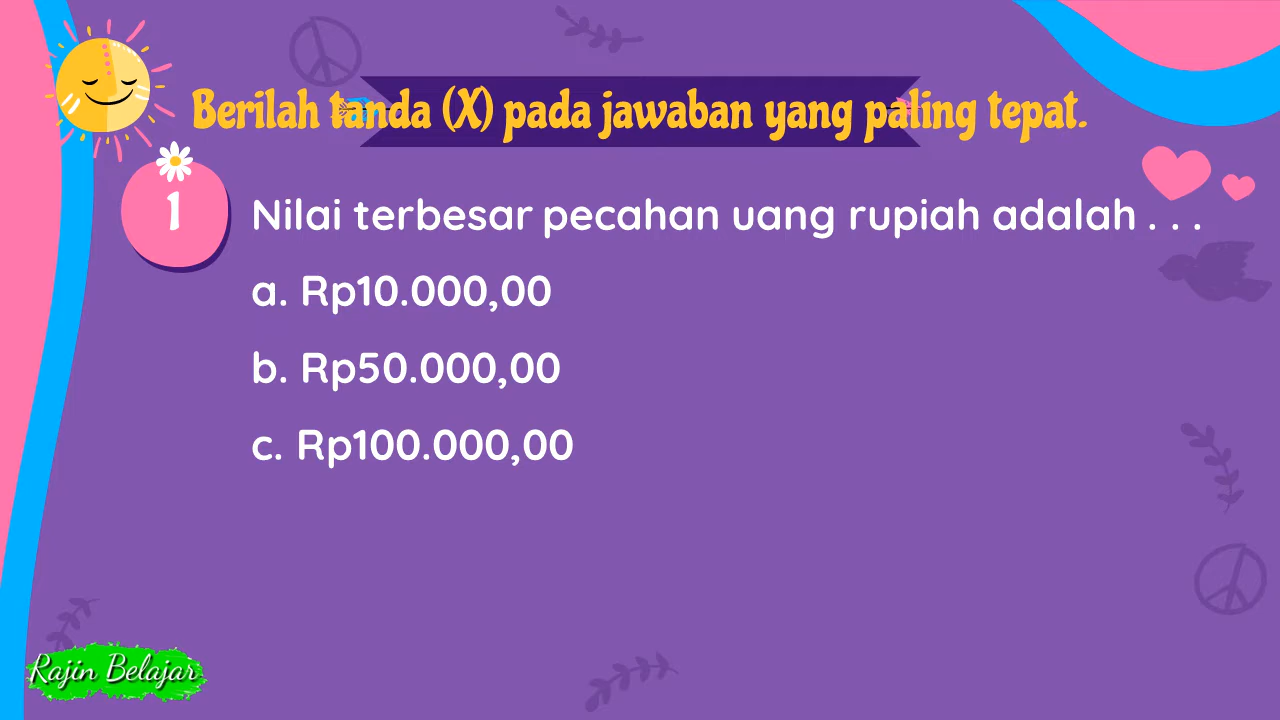 Berilah tanda (X) pada jawaban yang paling tepat.
1
Nilai terbesar pecahan uang rupiah adalah . . .
a. Rp10.000,00
b. Rp50.000,00
c. Rp100.000,00
Rajin Belajar